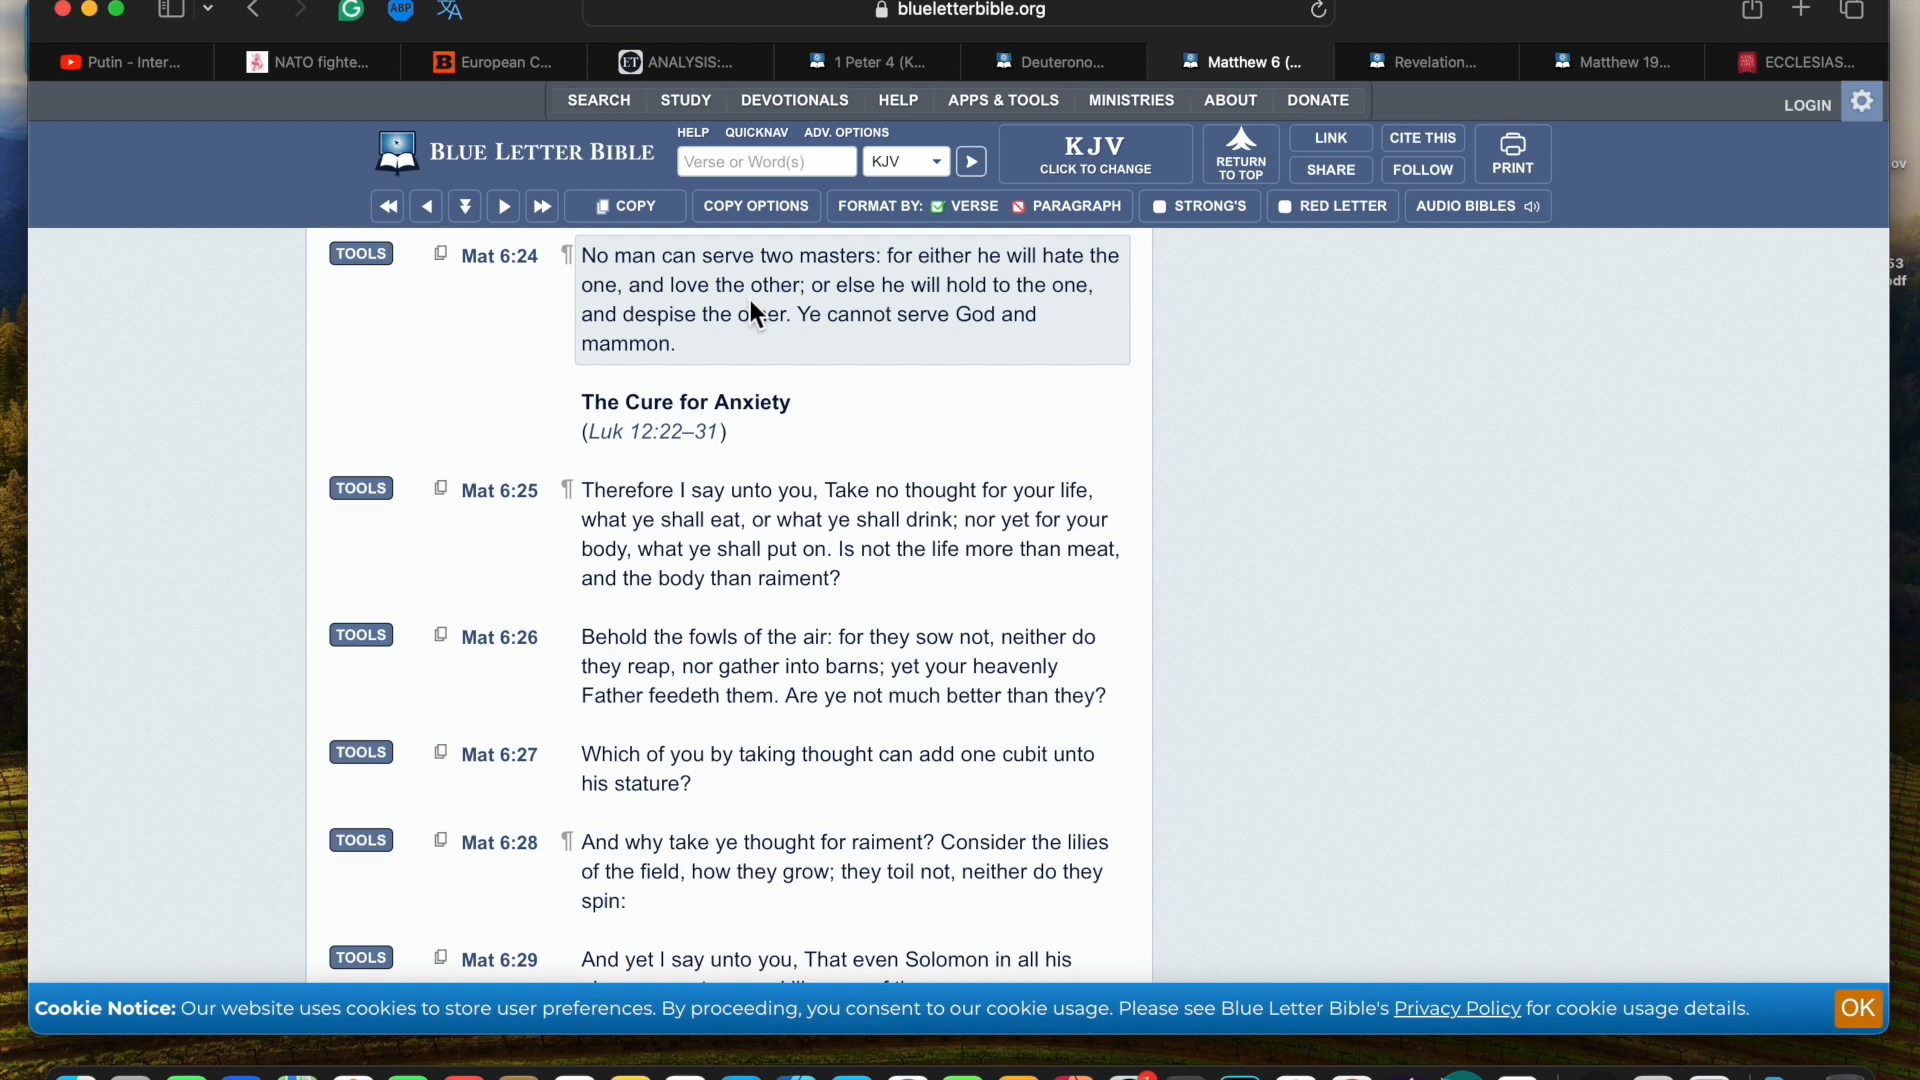 ABP
blueletterbible.org
Putin - Inter...
NATO fighte...
B
European C...
ET
ANALYSIS:...
1 Peter 4 (K...
Deuterono...
Matthew 6 (...
Revelation...
Matthew 19...
ECCLESIAS...
SEARCH STUDY DEVOTIONALS HELP APPS & TOOLS MINISTRIES ABOUT DONATE
LOGIN
BLUE LETTER BIBLE
HELP QUICKNAV ADV. OPTIONS
Verse or Word(s)
KJV
KJV
CLICK TO CHANGE
RETURN
TO TOP
LINK
CITE THIS
SHARE
FOLLOW
PRINT
COPY
COPY OPTIONS
FORMAT BY: VERSE PARAGRAPH
STRONG'S
RED LETTER
AUDIO BIBLES
ov
53
odf
TOOLS Mat 6:24 ¶ No man can serve two masters: for either he will hate the
one, and love the other; or else he will hold to the one,
and despise the other. Ye cannot serve God and
mammon.
The Cure for Anxiety
(Luk 12:22–31)
TOOLS Mat 6:25 ¶ Therefore I say unto you, Take no thought for your life,
what ye shall eat, or what ye shall drink; nor yet for your
body, what ye shall put on. Is not the life more than meat,
and the body than raiment?
TOOLS Mat 6:26 Behold the fowls of the air: for they sow not, neither do
they reap, nor gather into barns; yet your heavenly
Father feedeth them. Are ye not much better than they?
TOOLS Mat 6:27 Which of you by taking thought can add one cubit unto
his stature?
TOOLS Mat 6:28 ¶ And why take ye thought for raiment? Consider the lilies
of the field, how they grow; they toil not, neither do they
spin:
TOOLS Mat 6:29 And yet I say unto you, That even Solomon in all his
Cookie Notice: Our website uses cookies to store user preferences. By proceeding, you consent to our cookie usage. Please see Blue Letter Bible's Privacy Policy for cookie usage details.
OK